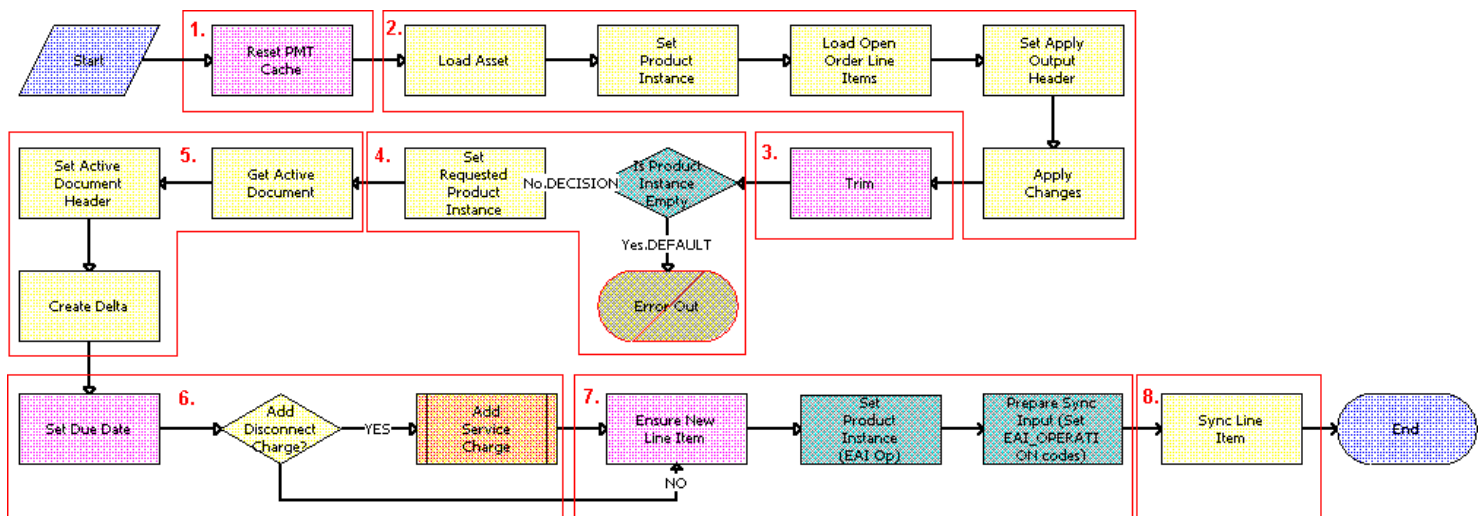 1.
2.
Start
Reset PMT
Cache
Load Asset
Set
Product
Instance
Load Open
Order Line
Items
Set Apply
Output
Header
5.
4.
3.
Set Active
Document
Header
Get Active
Document
Set
Requested
Product
Instance
No.DECISION
Is Product
Instance
Empty
Trim
Apply
Changes
Yes.DEFAULT
Create Delta
Error Out
6.
7.
8.
Set Due Date
Add
Disconnect
Charge?
YES
Add
Service
Charge
Ensure New
Line Item
Set
Product
Instance
(EAI Op)
Prepare Sync
Input (Set
EAI_OPERATI
ON codes)
Sync Line
Item
End
NO